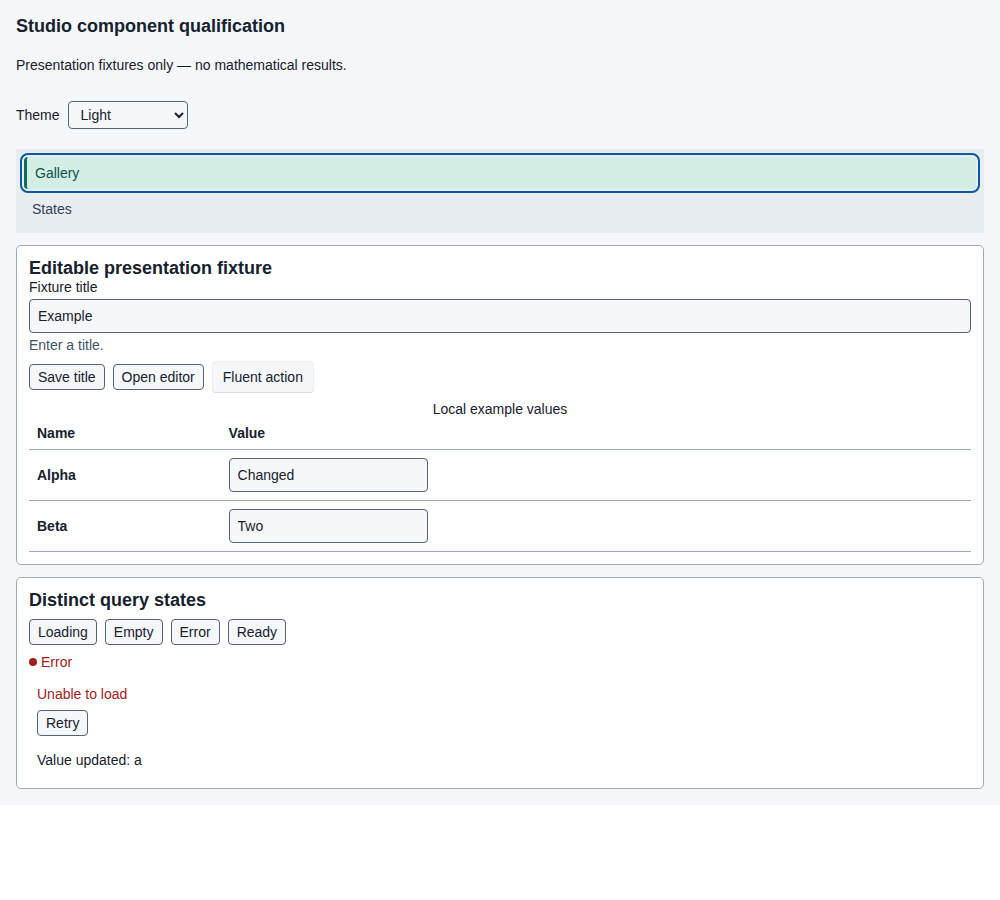 Studio component qualification
Presentation fixtures only — no mathematical results.
Theme Light
Gallery
States
Editable presentation fixture
Fixture title
Example
Enter a title.
Save title Open editor Fluent action
Local example values
Name Value
Alpha Changed
Beta Two
Distinct query states
Loading Empty Error Ready
Error
Unable to load
Retry
Value updated: a